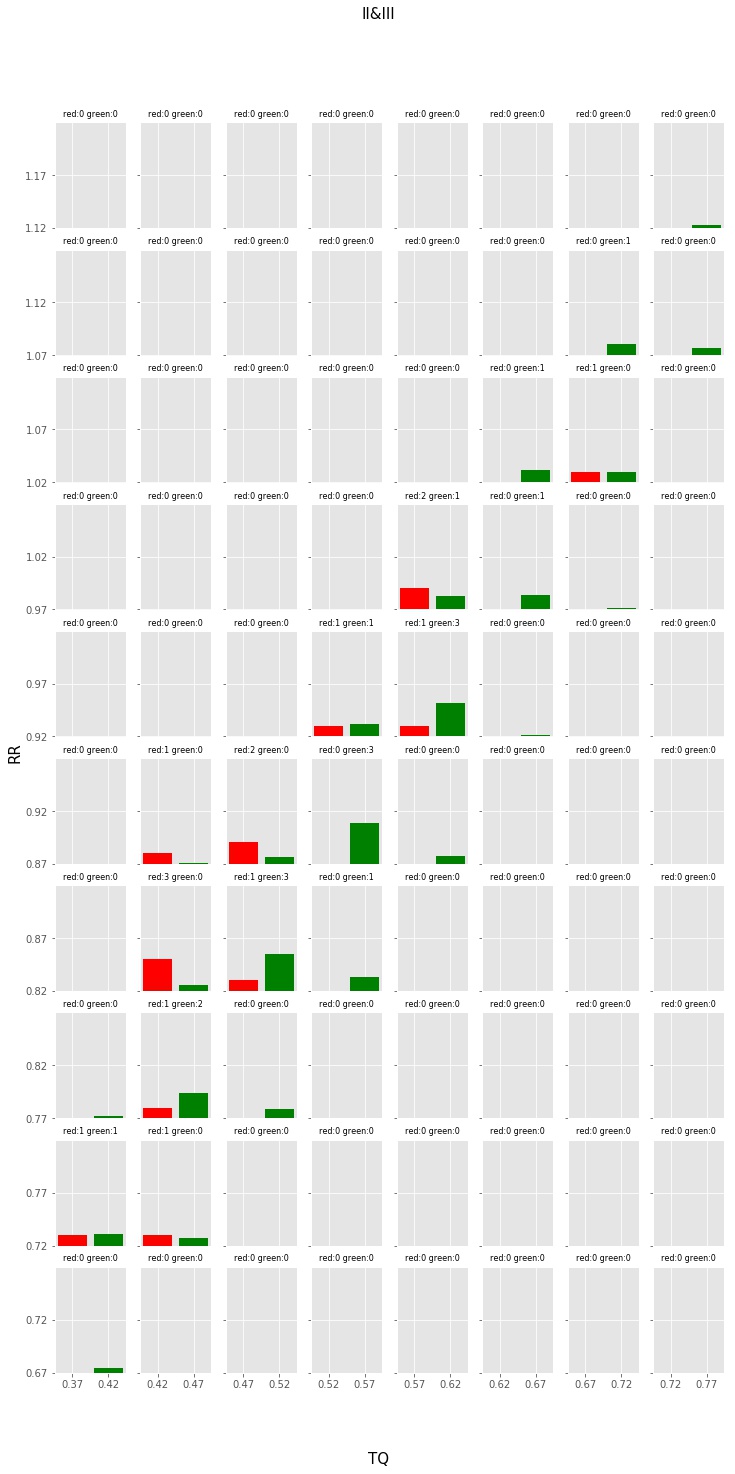 II&III
red:0 green:0 red:0 green:0 red:0 green:0 red:0 green:0 red:0 green:0 red:0 green:0 red:0 green:0 red:0 green:0
1.17
1.12
red:0 green:0 red:0 green:0 red:0 green:0 red:0 green:0 red:0 green:0 red:0 green:0 red:0 green:1 red:0 green:0
1.12
1.07
red:0 green:0 red:0 green:0 red:0 green:0 red:0 green:0 red:0 green:0 red:0 green:1 red:1 green:0 red:0 green:0
1.07
1.02
red:0 green:0 red:0 green:0 red:0 green:0 red:0 green:0 red:2 green:1 red:0 green:1 red:0 green:0 red:0 green:0
1.02
0.97
red:0 green:0 red:0 green:0 red:0 green:0 red:1 green:1 red:1 green:3 red:0 green:0 red:0 green:0 red:0 green:0
0.97
0.92
RR
red:0 green:0 red:1 green:0 red:2 green:0 red:0 green:3 red:0 green:0 red:0 green:0 red:0 green:0 red:0 green:0
0.92
0.87
red:0 green:0 red:3 green:0 red:1 green:3 red:0 green:1 red:0 green:0 red:0 green:0 red:0 green:0 red:0 green:0
0.87
0.82
red:0 green:0 red:1 green:2 red:0 green:0 red:0 green:0 red:0 green:0 red:0 green:0 red:0 green:0 red:0 green:0
0.82
0.77
red:1 green:1 red:1 green:0 red:0 green:0 red:0 green:0 red:0 green:0 red:0 green:0 red:0 green:0 red:0 green:0
0.77
0.72
red:0 green:0 red:0 green:0 red:0 green:0 red:0 green:0 red:0 green:0 red:0 green:0 red:0 green:0 red:0 green:0
0.72
0.67
0.37 0.42 0.42 0.47 0.47 0.52 0.52 0.57 0.57 0.62 0.62 0.67 0.67 0.72 0.72 0.77
TQ